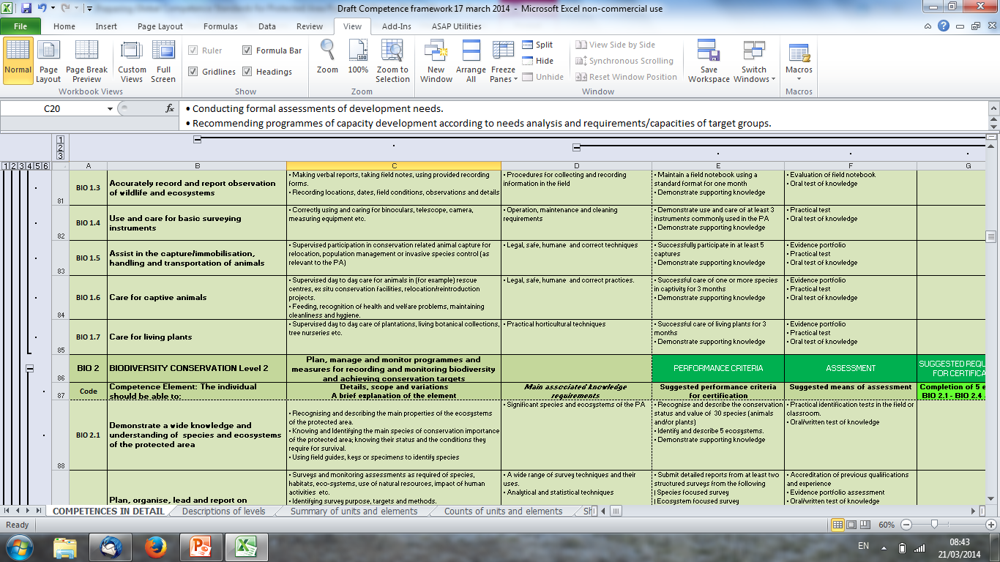 Draft Competence framework 17 march 2014 - Microsoft Excel non-commercial use
File Home Insert Page Layout Formulas Data Review View Add-Ins ASAP Utilities
Normal
Page Layout
Page Break Preview
Custom Views
Full Screen
Workbook Views
Ruler
Formula Bar
Gridlines
Headings
Show
Zoom
100%
Zoom to Selection
Zoom
New Window
Arrange All
Freeze Panes
Split
Hide
Unhide
View Side by Side
Synchronous Scrolling
Reset Window Position
Window
Save Workspace
Switch Windows
Macros
Macros
C20
fx
• Conducting formal assessments of development needs.
• Recommending programmes of capacity development according to needs analysis and requirements/capacities of target groups.
1
2
3
1 2 3 4 5 6
A B C D E F G
81
BIO 1.3
Accurately record and report observation
of wildlife and ecosystems
• Making verbal reports, taking field notes, using provided recording
forms.
• Recording locations, dates, field conditions, observations and details
• Procedures for collecting and recording
information in the field
• Maintain a field notebook using a
standard format for one month
• Demonstrate supporting knowledge
• Evaluation of field notebook
• Oral test of knowledge
82
BIO 1.4
Use and care for basic surveying
instruments
• Correctly using and caring for binoculars, telescope, camera,
measuring equipment etc.
• Operation, maintenance and cleaning
requirements
• Demonstrate use and care of at least 3
instruments commonly used in the PA
• Demonstrate supporting knowledge
• Practical test
• Oral test of knowledge
83
BIO 1.5
Assist in the capture/immobilisation,
handling and transportation of animals
• Supervised participation in conservation related animal capture for
relocation, population management or invasive species control (as
relevant to the PA)
• Legal, safe, humane and correct techniques
• Successfully participate in at least 5
captures
• Demonstrate supporting knowledge
• Evidence portfolio
• Practical test
• Oral test of knowledge
84
BIO 1.6
Care for captive animals
• Supervised day to day care for animals in (for example) rescue
centres, ex situ conservation facilities, relocation/reintroduction
projects.
• Feeding, recognition of health and welfare problems, maintaining
cleanliness and hygiene.
• Legal, safe, humane and correct practices.
• Successful care of one or more species
in captivity for 3 months
• Demonstrate supporting knowledge
• Evidence portfolio
• Practical test
• Oral test of knowledge
85
BIO 1.7
Care for living plants
• Supervised day to day care of plantations, living botanical collections,
tree nurseries etc.
• Practical horticultural techniques
• Successful care of living plants for 3
months
• Demonstrate supporting knowledge
• Evidence portfolio
• Practical test
• Oral test of knowledge
86
BIO 2
BIODIVERSITY CONSERVATION Level 2
Plan, manage and monitor programmes and
measures for recording and monitoring biodiversity
and achieving conservation targets
PERFORMANCE CRITERIA
ASSESSMENT
SUGGESTED REQU
FOR CERTIFICA
87
Code
Competence Element: The individual
should be able to:
Details, scope and variations
A brief explanation of the element
Main associated knowledge
requirements
Suggested performance criteria
for certification
Suggested means of assessment
Completion of 5 e
BIO 2.1 - BIO 2.4
88
BIO 2.1
Demonstrate a wide knowledge and
understanding of species and ecosystems
of the protected area
• Recognising and describing the main properties of the ecosystems
of the protected area.
• Knowing and Identifying the main species of conservation importance
of the protected area; knowing their status and the conditions they
require for survival.
• Using field guides, keys or specimens to identify species
• Significant species and ecosystems of the PA
• Recognise and describe the conservation
status and value of 30 species (animals
and/or plants)
• Identify and describe 5 ecosystems.
• Demonstrate supporting knowledge
• Practical identification tests in the field or
classroom.
• Oral/written test of knowledge
Plan, organise, lead and report on
• Surveys and monitoring assessments as required of species,
habitats, eco-systems, use of natural resources, impact of human
activities etc.
• Identifying survey purpose, targets and methods.
• A wide range of survey techniques and their
uses.
• Analytical and statistical techniques
• Submit detailed reports from at least two
structured surveys from the following
| Species focused survey
| Ecosystem focused survey
• Accreditation of previous qualifications
and experience
• Evidence portfolio assessment
• Oral/written test of knowledge
COMPETENCES IN DETAIL Descriptions of levels Summary of units and elements Counts of units and elements
Ready
60%
EN
08:43
21/03/2014